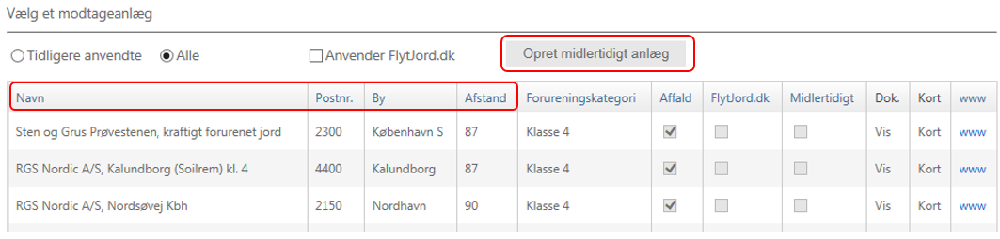 Vælg et modtageanlæg
Tidligere anvendte Alle Anvender FlytJord.dk Opret midlertidigt anlæg
Navn Postnr. By Afstand Forureningskategori Affald FlytJord.dk Midlertidigt Dok. Kort www
Sten og Grus Prøvestenen, kraftigt forurenet jord 2300 København S 87 Klasse 4 Vis Kort www
RGS Nordic A/S, Kalundborg (Soilrem) kl. 4 4400 Kalundborg 87 Klasse 4 Vis Kort www
RGS Nordic A/S, Nordsøvej Kbh 2150 Nordhavn 90 Klasse 4 Vis Kort www